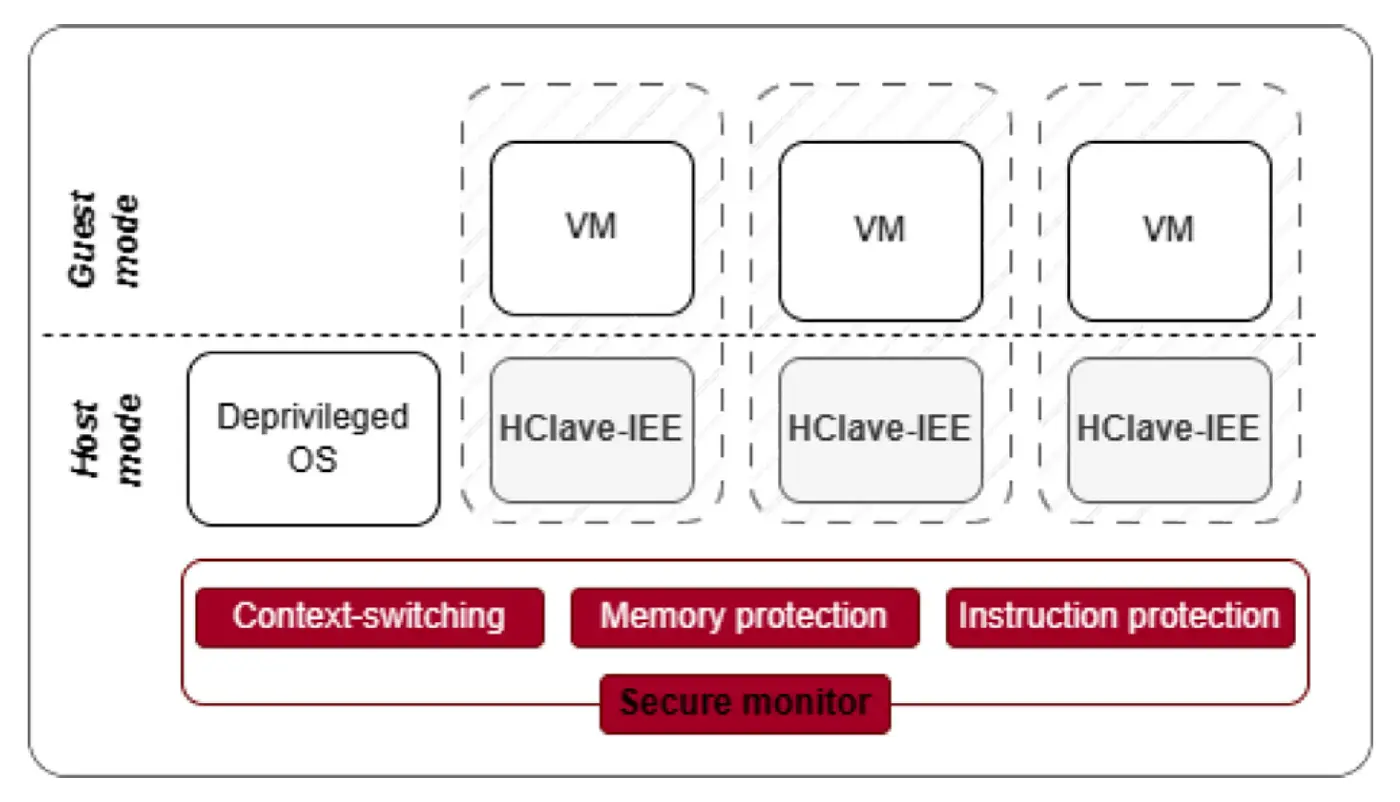 Guest
mode
VM
VM
VM
Host
mode
Deprivileged
OS
HClave-IEE
HClave-IEE
HClave-IEE
Context-switching
Memory protection
Instruction protection
Secure monitor